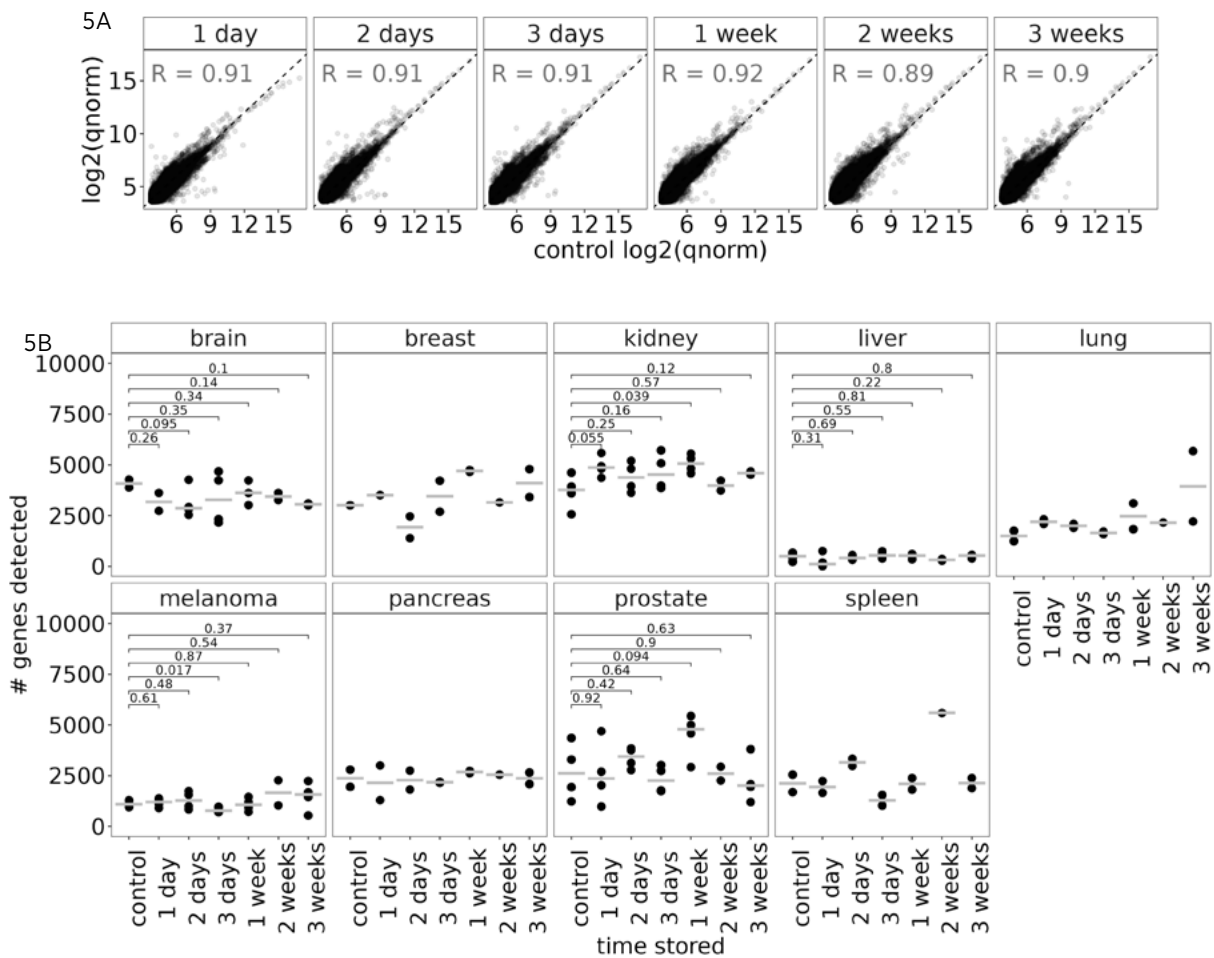 5A
1 day 2 days 3 days 1 week 2 weeks 3 weeks
R = 0.91 R = 0.91 R = 0.91 R = 0.92 R = 0.89 R = 0.9
log2(qnorm)
15
10
5
6 9 12 15 6 9 12 15 6 9 12 15 6 9 12 15 6 9 12 15 6 9 12 15
control log2(qnorm)
5B
brain breast kidney liver lung
# genes detected
10000
7500
5000
2500
0
0.1
0.14
0.34
0.35
0.095
0.26
0.12
0.57
0.039
0.16
0.25
0.055
0.8
0.22
0.81
0.55
0.69
0.31
control 1 day 2 days 3 days 1 week 2 weeks 3 weeks
melanoma pancreas prostate spleen
10000
7500
5000
2500
0
0.37
0.54
0.87
0.017
0.48
0.61
0.63
0.9
0.094
0.64
0.42
0.92
control 1 day 2 days 3 days 1 week 2 weeks 3 weeks
control 1 day 2 days 3 days 1 week 2 weeks 3 weeks
control 1 day 2 days 3 days 1 week 2 weeks 3 weeks
control 1 day 2 days 3 days 1 week 2 weeks 3 weeks
time stored